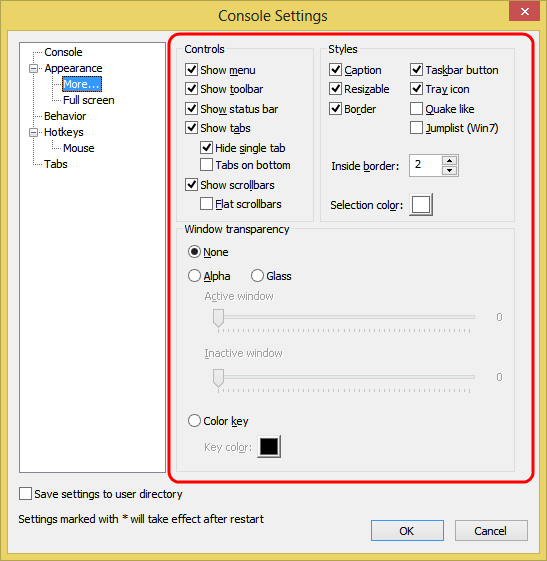 Console Settings
Console
Appearance
More...
Full screen
Behavior
Hotkeys
Mouse
Tabs
Controls
Show menu
Show toolbar
Show status bar
Show tabs
Hide single tab
Tabs on bottom
Show scrollbars
Flat scrollbars
Styles
Caption
Taskbar button
Resizable
Tray icon
Border
Quake like
Jumplist (Win7)
Inside border: 2
Selection color:
Window transparency
None
Alpha
Glass
Active window
0
Inactive window
0
Color key
Key color:
Save settings to user directory
Settings marked with * will take effect after restart
OK
Cancel